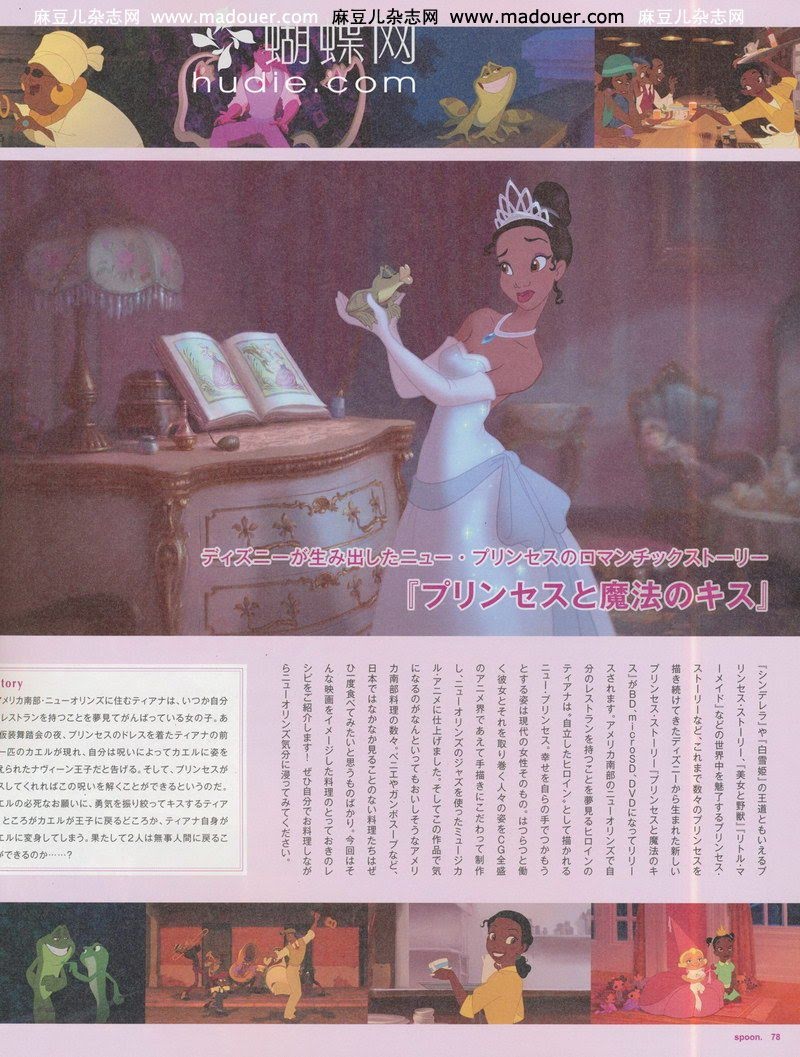 麻豆儿杂志网 www.madouer.com 麻豆儿杂志网 www.madouer.com 麻豆儿杂志网
蝴蝶网
hudie.com
ディズニーが生み出したニュー・プリンセスのロマンチックストーリー
『プリンセスと魔法のキス』
『シンデレラ』や『白雪姫』の王道ともいえるプ
リンセス・ストーリー、『美女と野獣』『リトル・マ
ーメイド』などの世界中を魅了するプリンセス・
ストーリーなど、これまで数々のプリンセスを
描き続けてきたディズニーから生まれた新しい
プリンセス・ストーリー『プリンセスと魔法のキ
ス』がBD、microSD、DVDになってリリー
スされます。アメリカ南部のニューオリンズで自
分のレストランを持つことを夢見るヒロインの
ティアナは、“自立したヒロイン”として描かれる
ニュー・プリンセス。幸せを自らの手でつかもう
とする姿は現代の女性そのもの。はつらつと働
く彼女とそれを取り巻く人々の姿をCG全盛
のアニメ界であえて手描きにこだわって制作
し、ニューオリンズのジャズを使ったミュージカ
ル・アニメに仕上げました。そしてこの作品で気
になるのがなんといってもおいしそうなアメリ
カ南部料理の数々。ベニエやガンボスープなど、
日本ではなかなか見ることのない料理たちはぜ
ひ一度食べてみたいと思うものばかり。今回はそ
んな映画をイメージした料理のとっておきのレ
シピをご紹介します! ぜひ自分でお料理しなが
らニューオリンズ気分に浸ってみてください。
tory
アメリカ南部・ニューオリンズに住むティアナは、いつか自分
レストランを持つことを夢見てがんばっている女の子。あ
仮装舞踏会の夜、プリンセスのドレスを着たティアナの前
一匹のカエルが現れ、自分は呪いによってカエルに姿を
えられたナヴィーン王子だと告げる。そして、プリンセスが
スしてくれればこの呪いを解くことができるというのだ。
エルの必死なお願いに、勇気を振り絞ってキスするティア
ところがカエルが王子に戻るどころか、ティアナ自身が
エルに変身してしまう。果たして2人は無事人間に戻るこ
ができるのか……?
spoon. 78